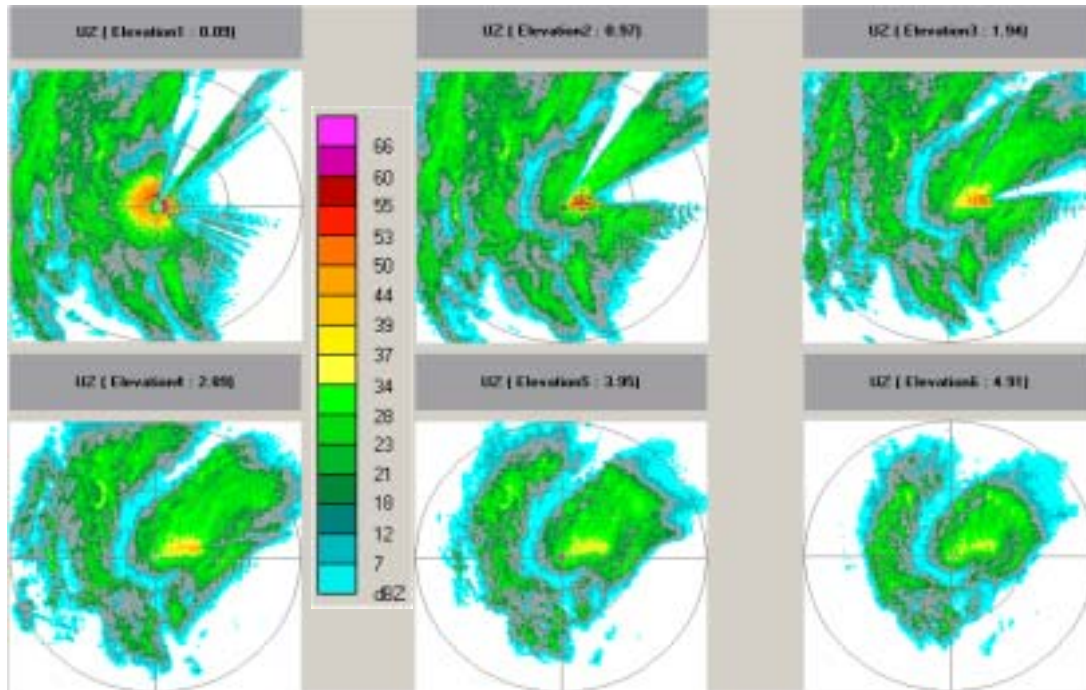 UZ ( Elevation1 : 0.09)
UZ ( Elevation2 : 0.97)
UZ ( Elevation3 : 1.94)
66
60
55
53
50
44
39
37
34
28
23
21
18
12
7
dBZ
UZ ( Elevation5 : 3.95)
UZ ( Elevation6 : 4.91)